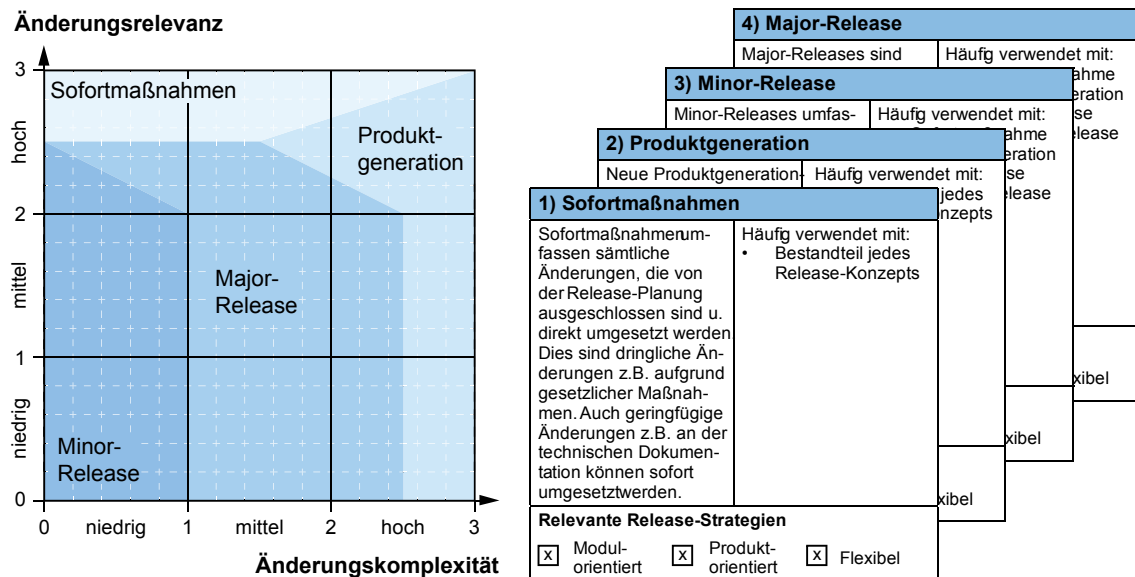 Änderungsrelevanz
3
hoch
2
mittel
1
niedrig
0
Sofortmaßnahmen
Produkt-
generation
Major-
Release
Minor-
Release
0 niedrig 1 mittel 2 hoch 3
Änderungskomplexität
4) Major-Release
Major-Releases sind
Häufig verwendet mit:
3) Minor-Release
Minor-Releases umfas-
Häufig verwendet mit:
2) Produktgeneration
Neue Produktgeneration-
Häufig verwendet mit:
jedes
1) Sofortmaßnahmen
Sofortmaßnahmenum-
fassen sämtliche
Änderungen, die von
der Release-Planung
ausgeschlossen sind u.
direkt umgesetzt werden
Dies sind dringliche Än-
derungen z.B. aufgrund
gesetzlicher Maßnah-
men. Auch geringfügige
Änderungen z.B. an der
technischen Dokumen-
tation können sofort
umgesetztwerden.
Häufig verwendet mit:
• Bestandteil jedes
Release-Konzepts
Relevante Release-Strategien
x Modul-
orientiert
x Produkt-
orientiert
x Flexibel